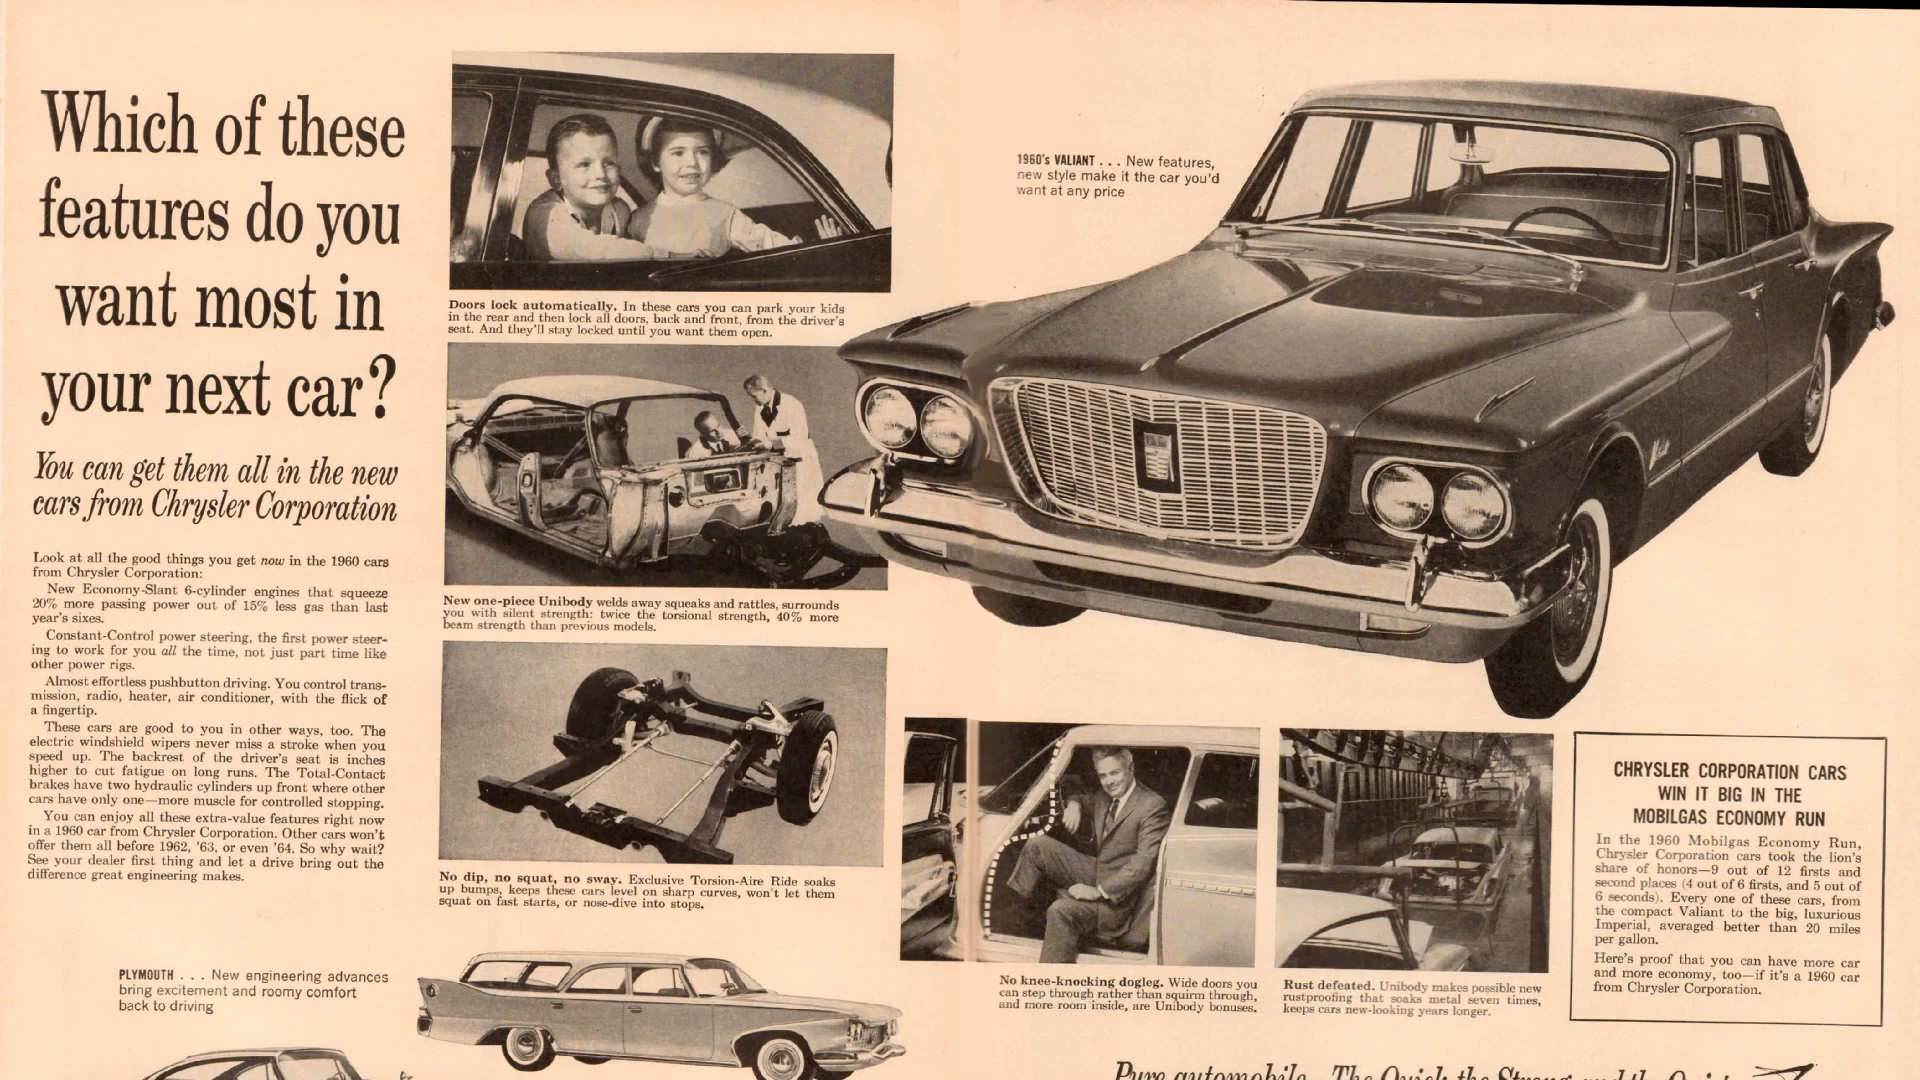 Which of these
features do you
want most in
your next car?
You can get them all in the new
cars from Chrysler Corporation
Look at all the good things you get now in the 1960 cars
from Chrysler Corporation:
New Economy-Slant 6-cylinder engines that squeeze
20% more passing power out of 15% less gas than last
year's sixes.
Constant-Control power steering, the first power steer-
ing to work for you all the time, not just part time like
other power rigs.
Almost effortless pushbutton driving. You control trans-
mission, radio, heater, air conditioner, with the flick of
a fingertip.
These cars are good to you in other ways, too. The
electric windshield wipers never miss a stroke when you
speed up. The backrest of the driver's seat is inches
higher to cut fatigue on long runs. The Total-Contact
brakes have two hydraulic cylinders up front where other
cars have only one—more muscle for controlled stopping.
You can enjoy all these extra-value features right now
in a 1960 car from Chrysler Corporation. Other cars won't
offer them all before 1962, '63, or even '64. So why wait?
See your dealer first thing and let a drive bring out the
difference great engineering makes.
PLYMOUTH . . . New engineering advances
bring excitement and roomy comfort
back to driving
Doors lock automatically. In these cars you can park your kids
in the rear and then lock all doors, back and front, from the driver's
seat. And they'll stay locked until you want them open.
New one-piece Unibody welds away squeaks and rattles, surrounds
you with silent strength: twice the torsional strength, 40% more
beam strength than previous models.
No dip, no squat, no sway. Exclusive Torsion-Aire Ride soaks
up bumps, keeps these cars level on sharp curves, won't let them
squat on fast starts, or nose-dive into stops.
1960's VALIANT . . . New features,
new style make it the car you'd
want at any price
Valiant
No knee-knocking dogleg. Wide doors you
can step through rather than squirm through,
and more room inside, are Unibody bonuses.
Rust defeated. Unibody makes possible new
rustproofing that soaks metal seven times,
keeps cars new-looking years longer.
CHRYSLER CORPORATION CARS
WIN IT BIG IN THE
MOBILGAS ECONOMY RUN
In the 1960 Mobilgas Economy Run,
Chrysler Corporation cars took the lion's
share of honors—9 out of 12 firsts and
second places (4 out of 6 firsts, and 5 out of
6 seconds). Every one of these cars, from
the compact Valiant to the big, luxurious
Imperial, averaged better than 20 miles
per gallon.
Here's proof that you can have more car
and more economy, too—if it's a 1960 car
from Chrysler Corporation.
Pure automobile. The Quick, the Strong, and the Quiet